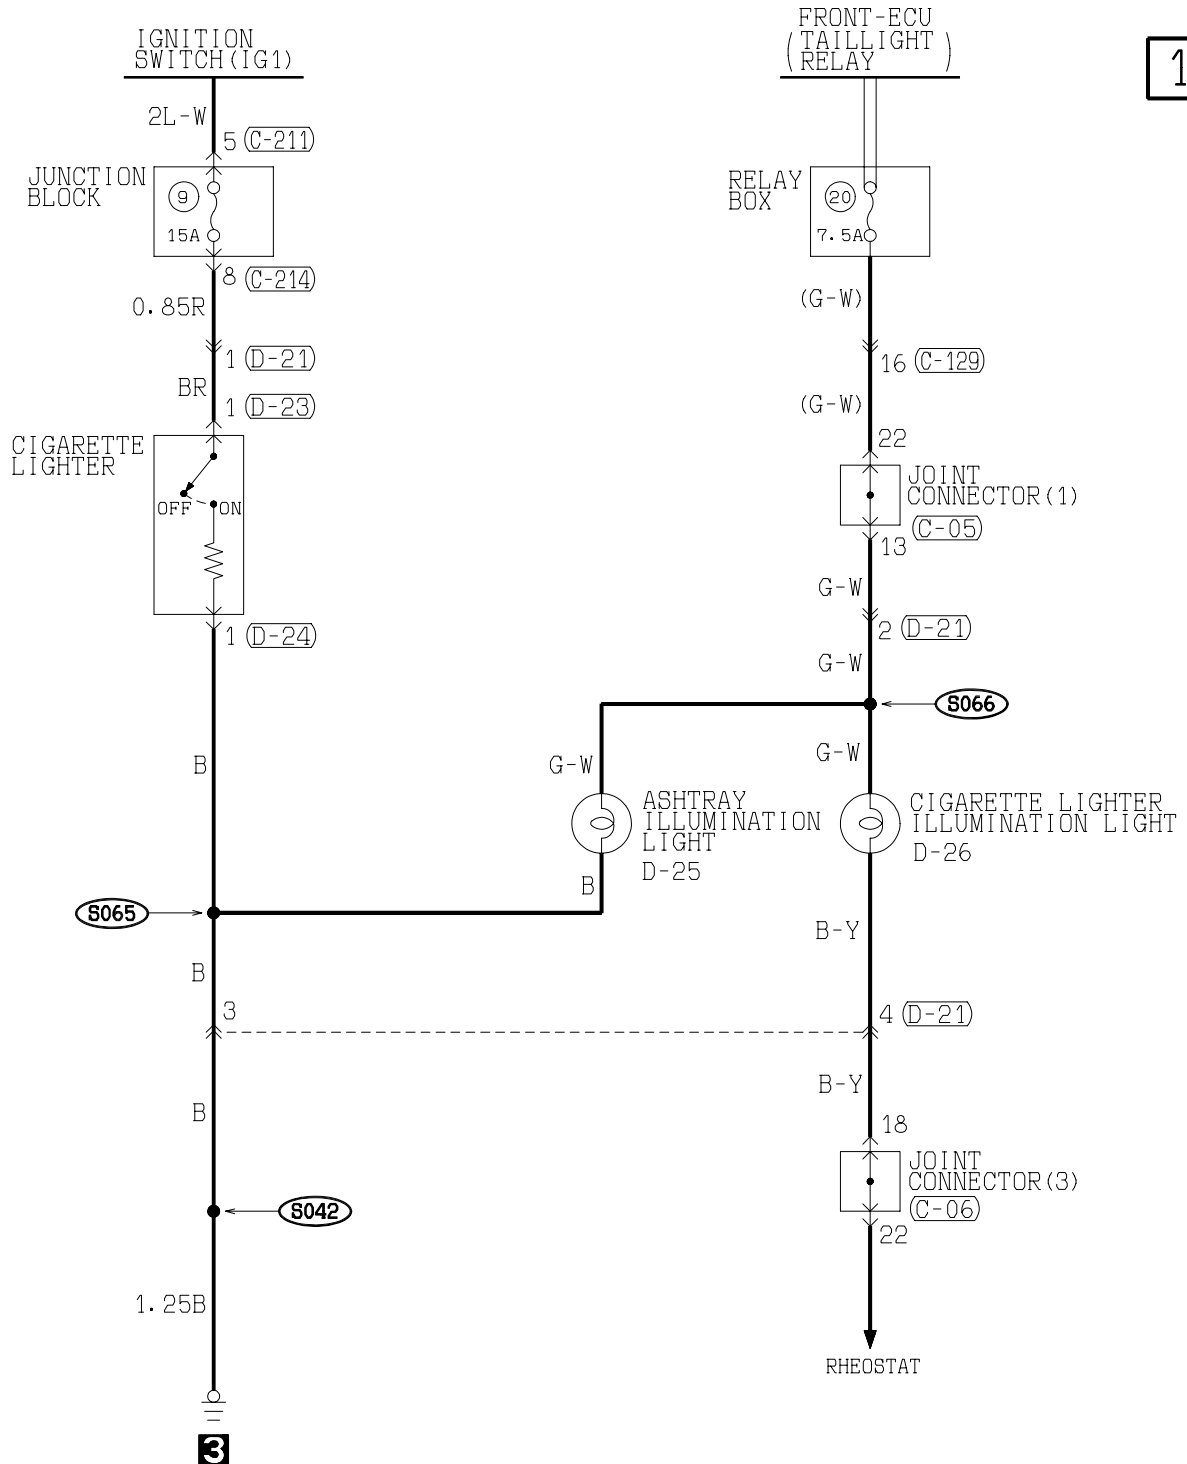 IGNITION
SWITCH(IG1)
FRONT-ECU
(TAILLIGHT
RELAY)
1
2L-W
5 C-211
JUNCTION
BLOCK
9
15A
RELAY
BOX
20
7.5A
8 C-214
0.85R
(G-W)
1 D-21
16 C-129
BR
1 D-23
(G-W)
22
CIGARETTE
LIGHTER
OFF ON
JOINT
CONNECTOR(1)
C-05
13
G-W
1 D-24
2 D-21
G-W
S066
B
G-W
G-W
ASHTRAY
ILLUMINATION
LIGHT
D-25
CIGARETTE LIGHTER
ILLUMINATION LIGHT
D-26
B
S065
B-Y
B
3
4 D-21
B-Y
B
18
JOINT
CONNECTOR(3)
C-06
S042
22
1.25B
RHEOSTAT
3